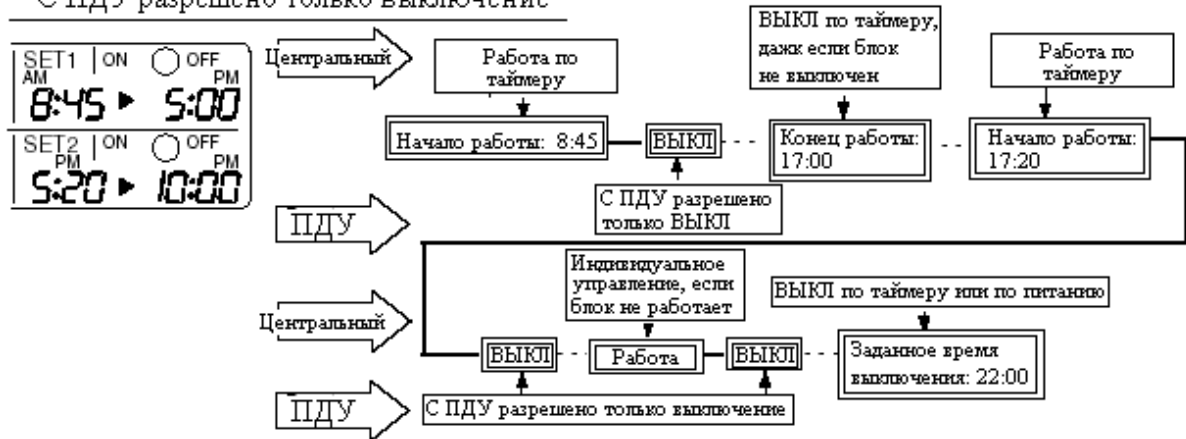 С ПДУ разрешено только выключение
SET1 ON OFF
AM PM
8:45 ▶ 5:00
SET2 ON OFF
PM PM
5:20 ▶ 10:00
Центральный
Работа по
таймеру
ВЫКЛ по таймеру,
дажк если блок
не выключен
Работа по
таймеру
Начало работы: 8:45
ВЫКЛ
Конец работы:
17:00
Начало работы:
17:20
ПДУ
С ПДУ разрешено
только ВЫКЛ
Центральный
Индивидуальное
управление, если
блок не работает
ВЫКЛ по таймеру или по питанию
ВЫКЛ
Работа
ВЫКЛ
Заданное время
выключения: 22:00
ПДУ
С ПДУ разрешено только выключение